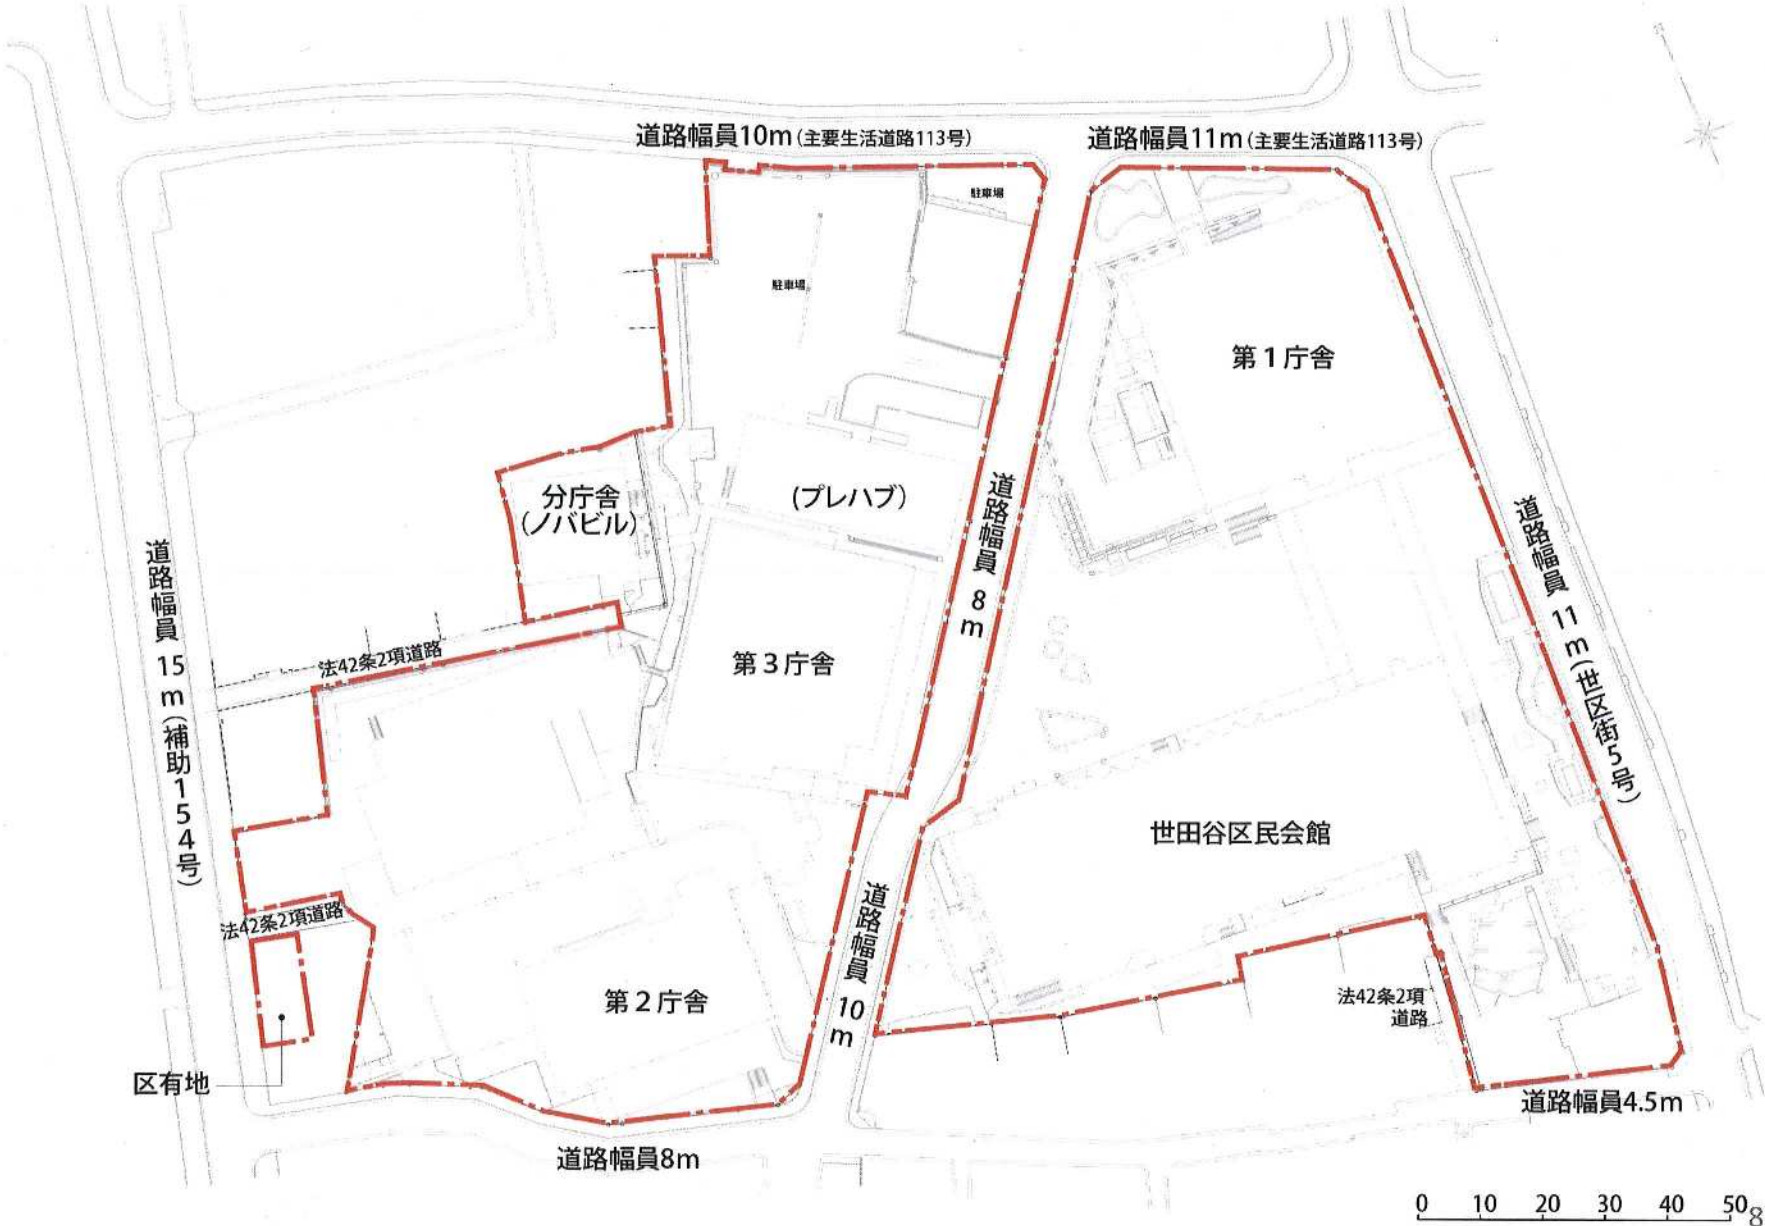 道路幅員10m(主要生活道路113号)
道路幅員11m(主要生活道路113号)
駐車場
駐車場
第1庁舎
分庁舎
(ノバビル)
(プレハブ)
道路幅員 8m
道路幅員 11m(世区街5号)
道路幅員 15m(補助154号)
法42条2項道路
第3庁舎
世田谷区民会館
法42条2項道路
道路幅員 10m
第2庁舎
法42条2項
道路
区有地
道路幅員4.5m
道路幅員8m
0 10 20 30 40 50
8